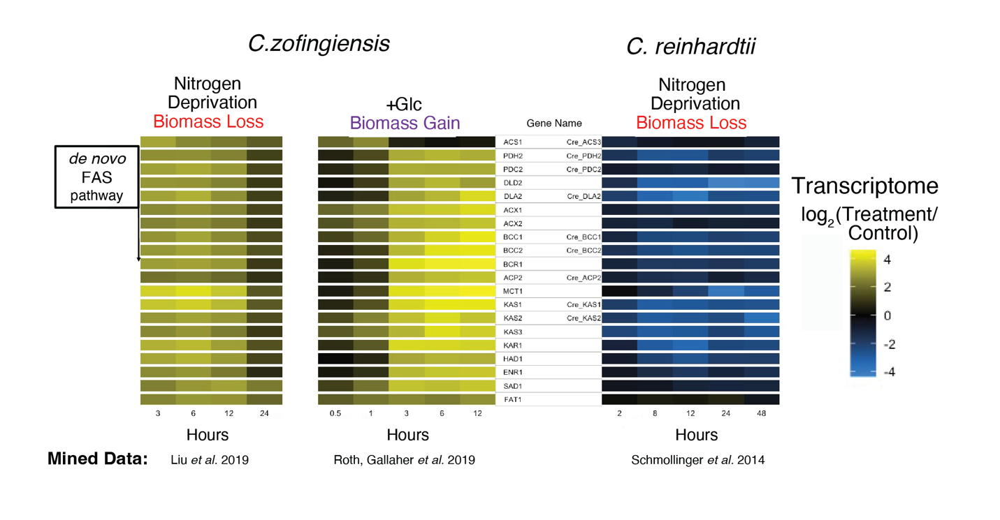 C.zofingiensis
C. reinhardtii
Nitrogen
Deprivation
Biomass Loss
+Glc
Biomass Gain
Gene Name
Nitrogen
Deprivation
Biomass Loss
de novo
FAS
pathway
ACS1 Cre_ACS3
PDH2 Cre_PDH2
PDC2 Cre_PDC2
DLD2
DLA2 Cre_DLA2
ACX1
ACX2
BCC1 Cre_BCC1
BCC2 Cre_BCC2
BCR1
ACP2 Cre_ACP2
MCT1
KAS1 Cre_KAS1
KAS2 Cre_KAS2
KAS3
KAR1
HAD1
ENR1
SAD1
FAT1
Transcriptome
log2(Treatment/
Control)
4
2
0
-2
-4
3 6 12 24
0.5 1 3 6 12
2 8 12 24 48
Hours
Hours
Hours
Mined Data: Liu et al. 2019
Roth, Gallaher et al. 2019
Schmollinger et al. 2014